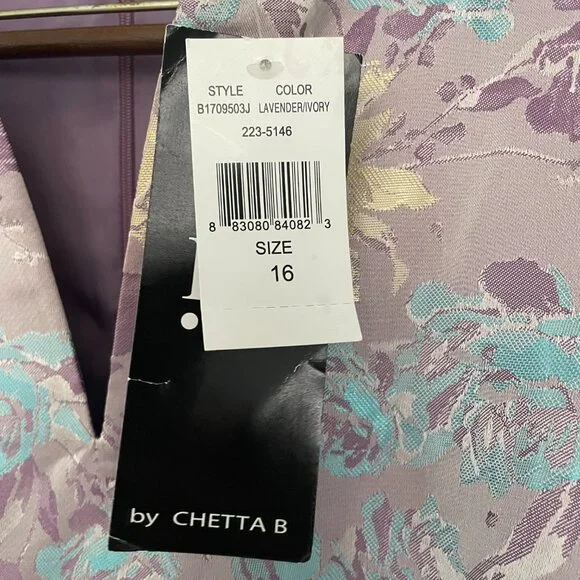 STYLE COLOR
B1709503J LAVENDER/IVORY
223-5146
8 83080 84082 3
SIZE
16
by CHETTA B